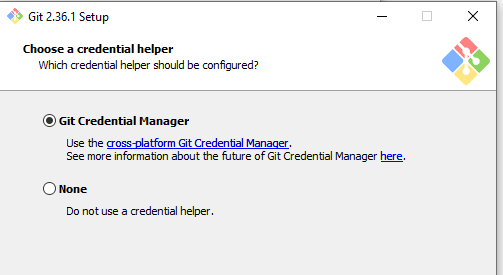 Git 2.36.1 Setup
Choose a credential helper
Which credential helper should be configured?
Git Credential Manager
Use the cross-platform Git Credential Manager.
See more information about the future of Git Credential Manager here.
None
Do not use a credential helper.